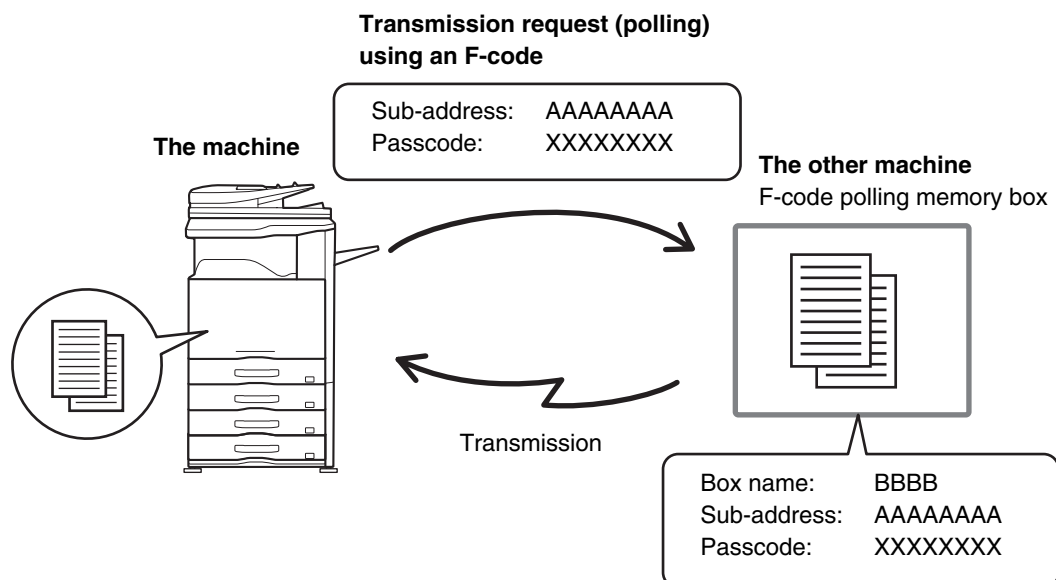 Transmission request (polling)
using an F-code
Sub-address: AAAAAAAA
Passcode: XXXXXXXX
The machine
The other machine
F-code polling memory box
Transmission
Box name: BBBB
Sub-address: AAAAAAAA
Passcode: XXXXXXXX